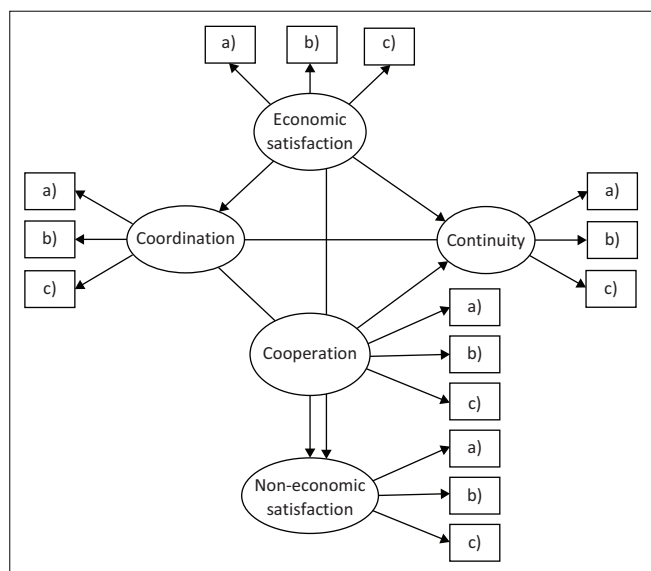 a)
b)
c)
Economic
satisfaction
a)
b)
c)
Coordination
Continuity
a)
b)
c)
Cooperation
a)
b)
c)
Non-economic
satisfaction
a)
b)
c)